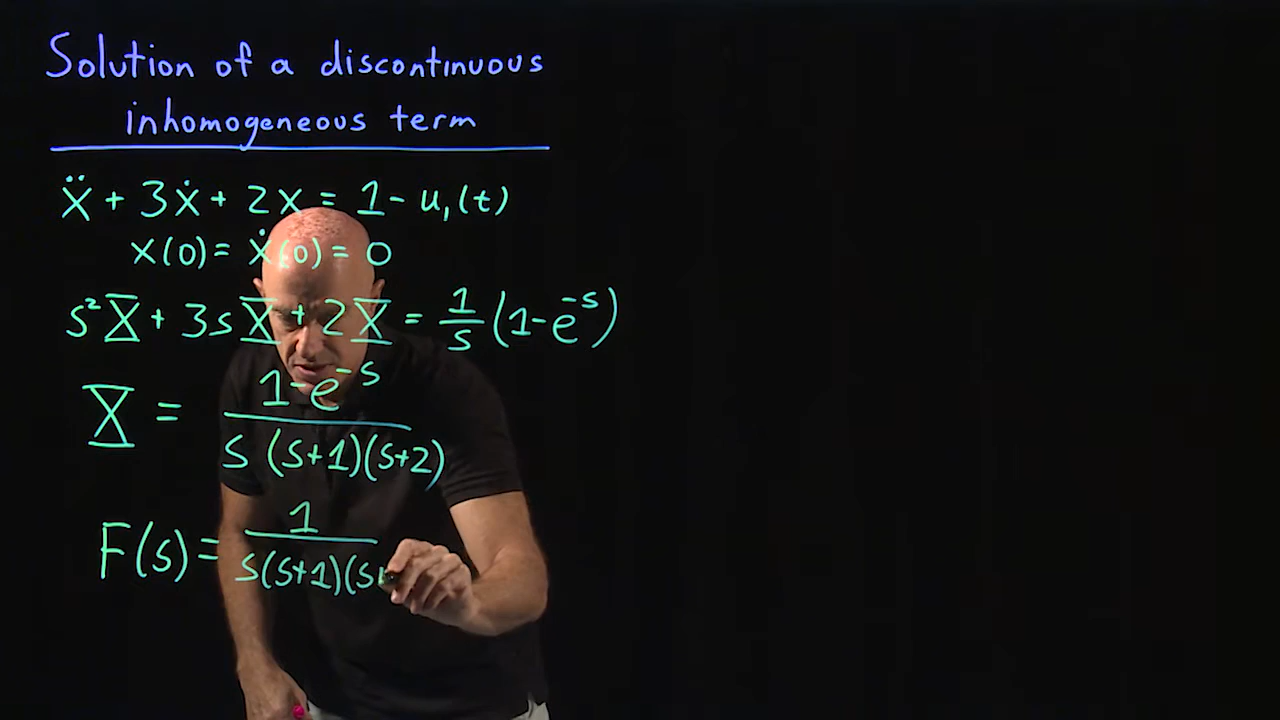 Solution of a discontinuous
inhomogeneous term
ẍ + 3ẋ + 2x = 1 - u₁(t)
x(0) = ẋ(0) = 0
s²X + 3sX + 2X = 1/s (1 - e⁻ˢ)
X = 1 - e⁻ˢ / s(s+1)(s+2)
F(s) = 1 / s(s+1)(s+